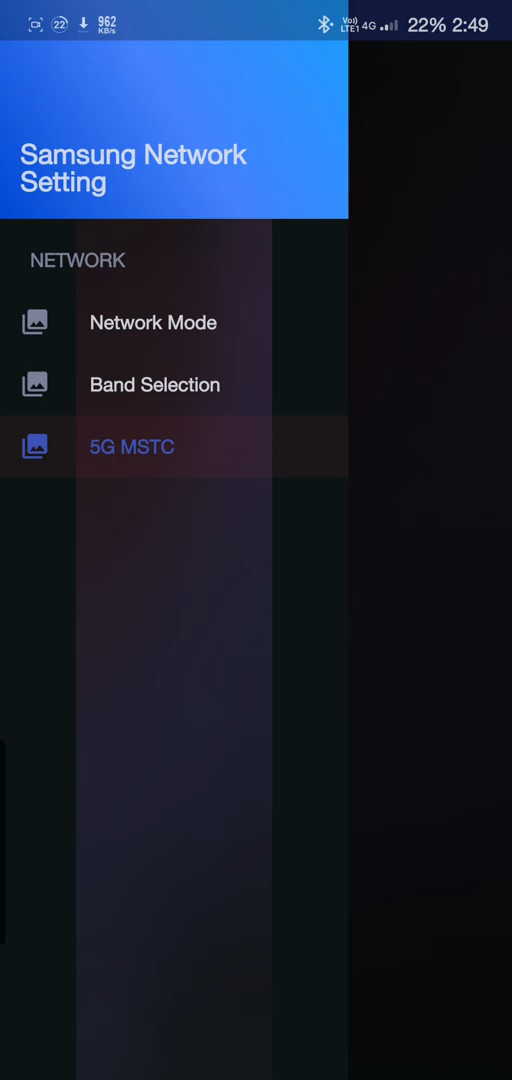 22 962 KB/s Vo)) LTE1 4G 22% 2:49
Samsung Network
Setting
NETWORK
Network Mode
Band Selection
5G MSTC